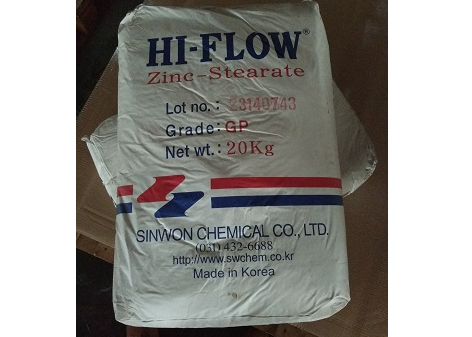 HI-FLOW®
Zinc-Stearate
Lot no.: 23140743
Grade: GP
Net wt.: 20Kg
SINWON CHEMICAL CO., LTD.
(031) 432-6688
http://www.swchem.co.kr
Made in Korea